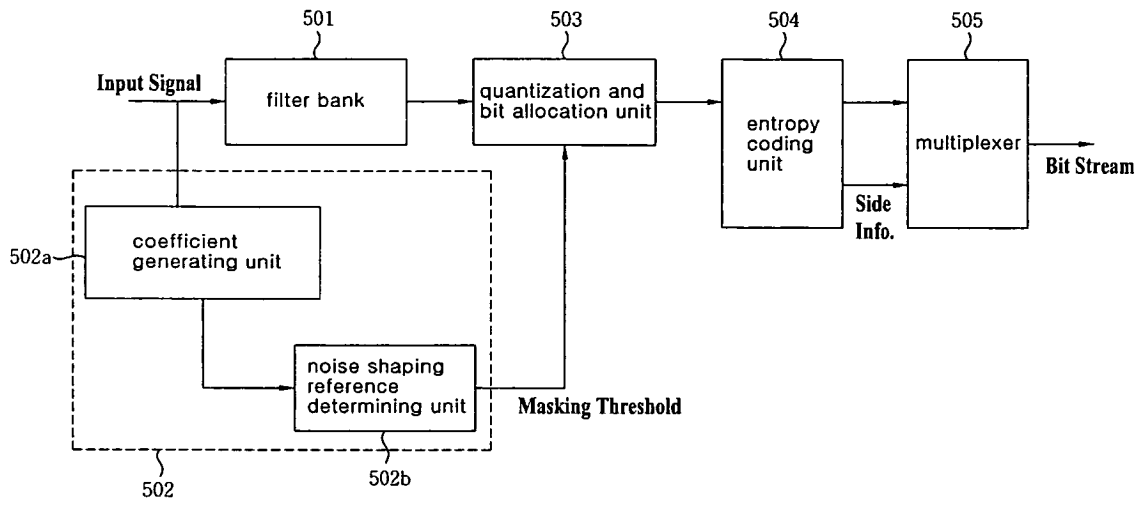 501
503
504
505
Input Signal
filter bank
quantization and
bit allocation unit
entropy
coding
unit
multiplexer
Bit Stream
Side
Info.
502a
coefficient
generating unit
noise shaping
reference
determining unit
Masking Threshold
502
502b